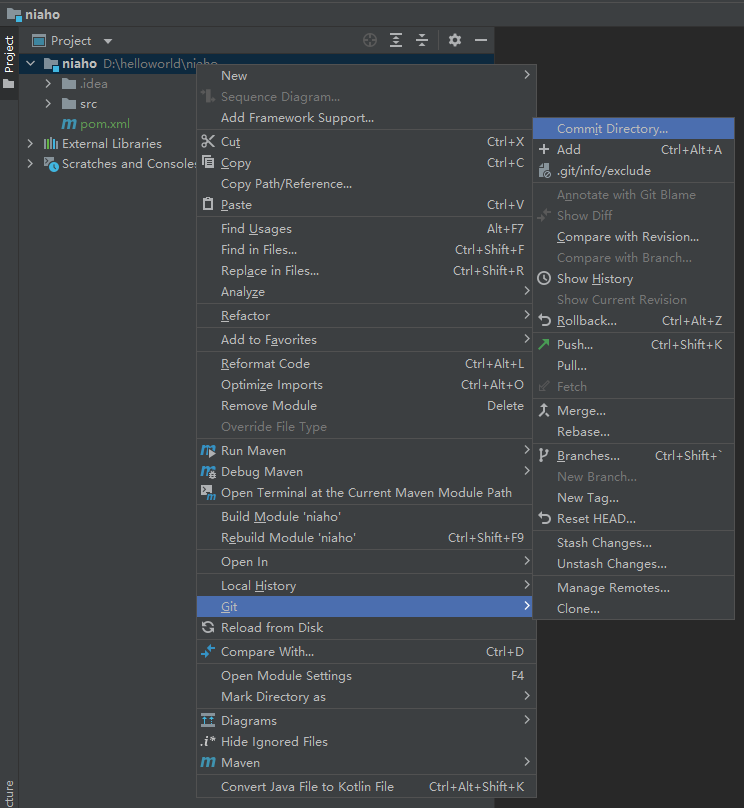 niaho
Project
Project
niaho D:\helloworld\niaho
.idea
src
pom.xml
External Libraries
Scratches and Consoles
New
Sequence Diagram...
Add Framework Support...
Cut Ctrl+X
Copy Ctrl+C
Copy Path/Reference...
Paste Ctrl+V
Find Usages Alt+F7
Find in Files... Ctrl+Shift+F
Replace in Files... Ctrl+Shift+R
Analyze
Refactor
Add to Favorites
Reformat Code Ctrl+Alt+L
Optimize Imports Ctrl+Alt+O
Remove Module Delete
Override File Type
Run Maven
Debug Maven
Open Terminal at the Current Maven Module Path
Build Module 'niaho'
Rebuild Module 'niaho' Ctrl+Shift+F9
Open In
Local History
Git
Reload from Disk
Compare With... Ctrl+D
Open Module Settings F4
Mark Directory as
Diagrams
.i* Hide Ignored Files
Maven
Convert Java File to Kotlin File Ctrl+Alt+Shift+K
Commit Directory...
Add Ctrl+Alt+A
.git/info/exclude
Annotate with Git Blame
Show Diff
Compare with Revision...
Compare with Branch...
Show History
Show Current Revision
Rollback... Ctrl+Alt+Z
Push... Ctrl+Shift+K
Pull...
Fetch
Merge...
Rebase...
Branches... Ctrl+Shift+`
New Branch...
New Tag...
Reset HEAD...
Stash Changes...
Unstash Changes...
Manage Remotes...
Clone...
cture